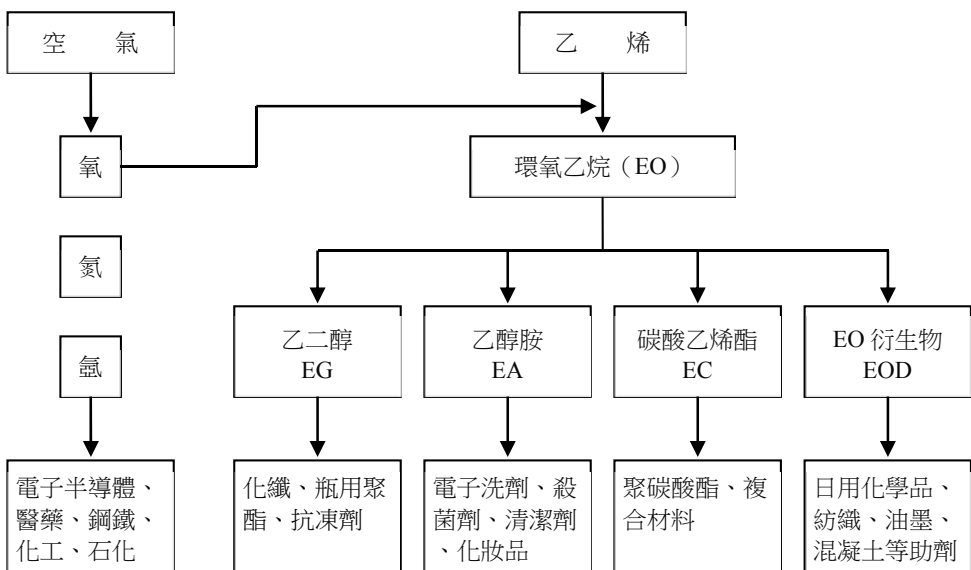 空 氣
乙 烯
氧
環氧乙烷（EO）
氮
氬
乙二醇
EG
乙醇胺
EA
碳酸乙烯酯
EC
EO 衍生物
EOD
電子半導體、
醫藥、鋼鐵、
化工、石化
化纖、瓶用聚
酯、抗凍劑
電子洗劑、殺
菌劑、清潔劑
、化妝品
聚碳酸酯、複
合材料
日用化學品、
紡織、油墨、
混凝土等助劑